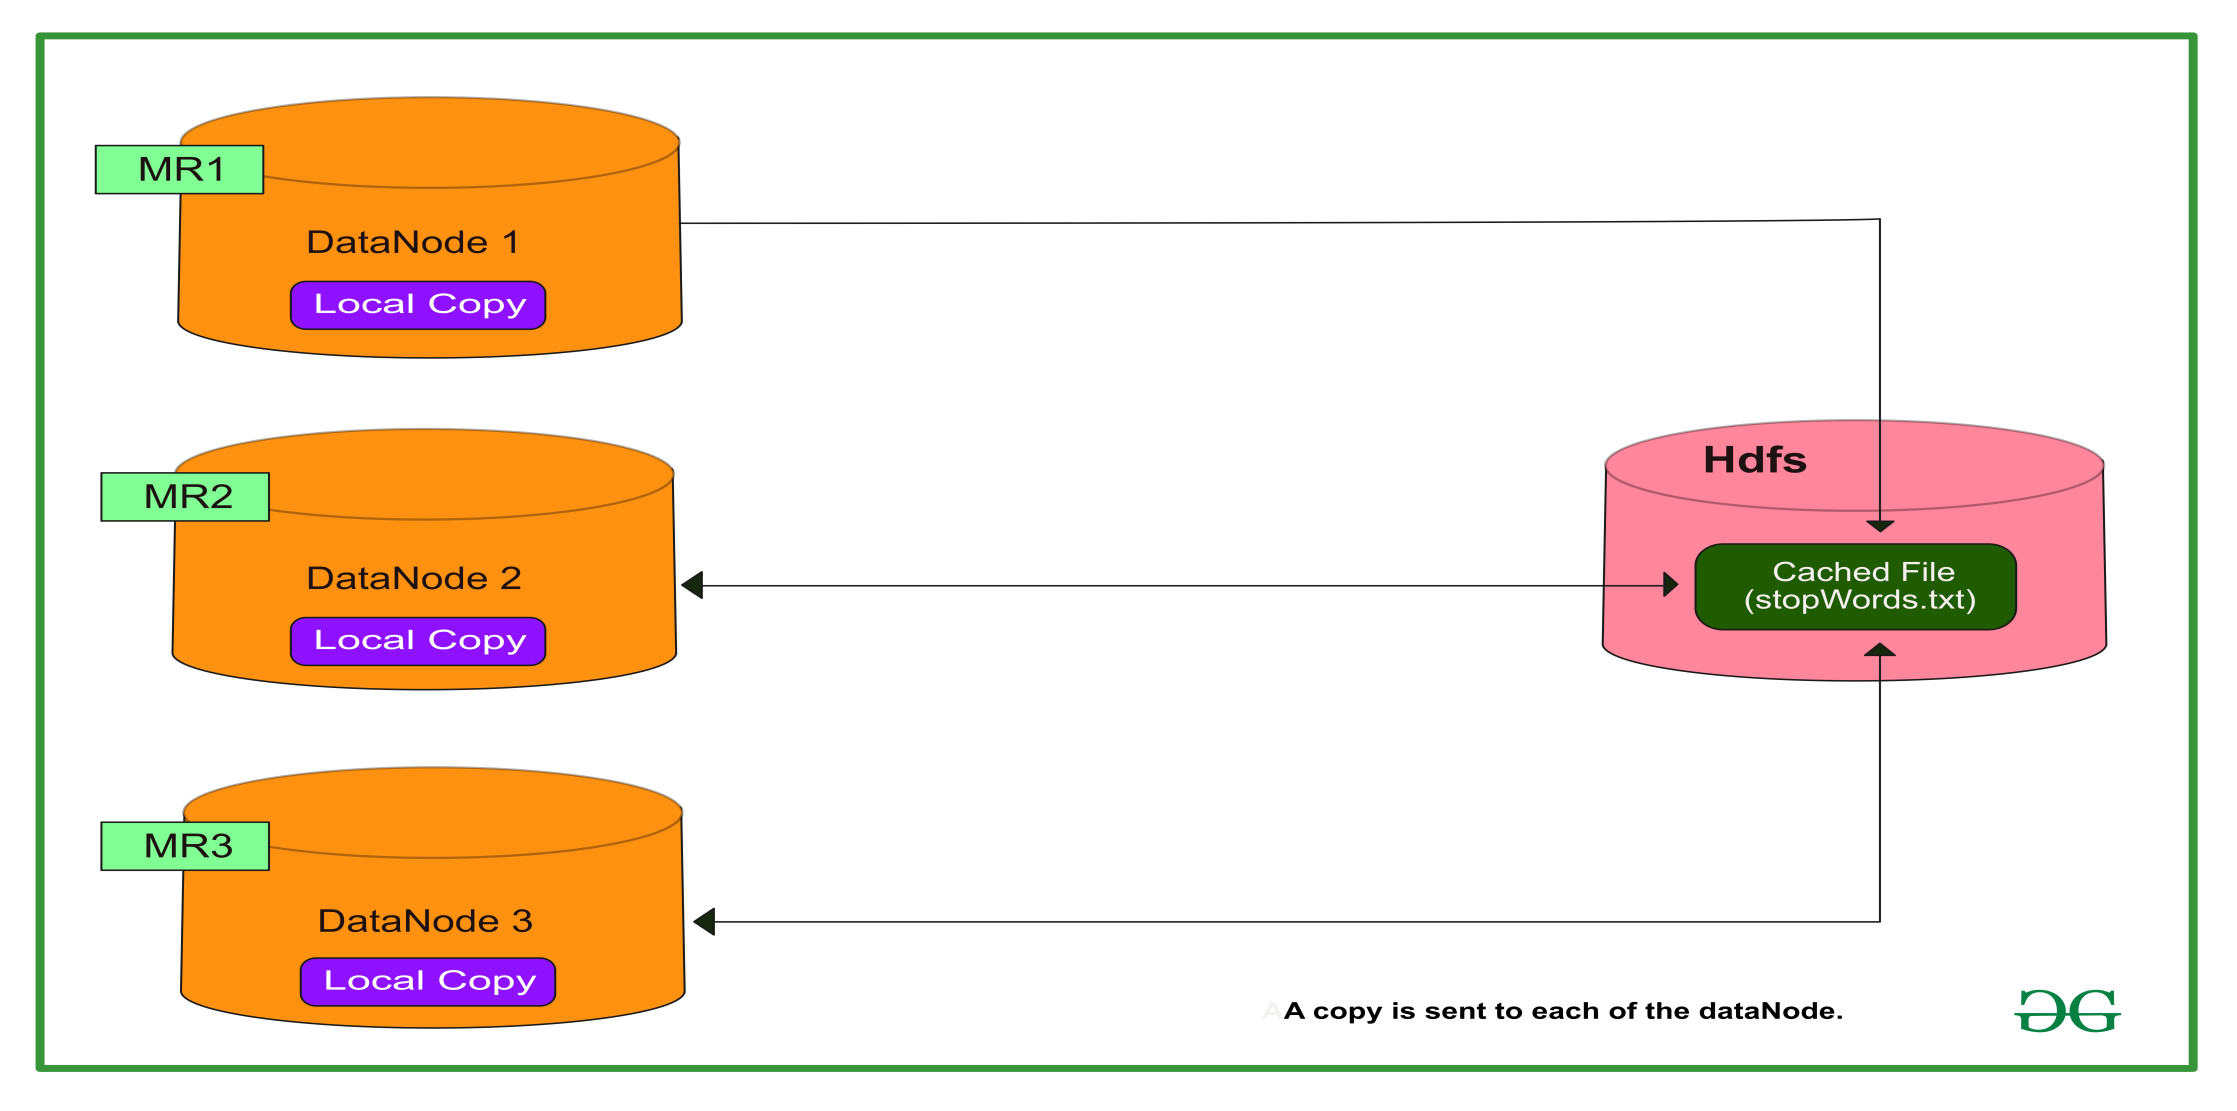 MR1
DataNode 1
Local Copy
MR2
DataNode 2
Local Copy
MR3
DataNode 3
Local Copy
Hdfs
Cached File
(stopWords.txt)
AA copy is sent to each of the dataNode.